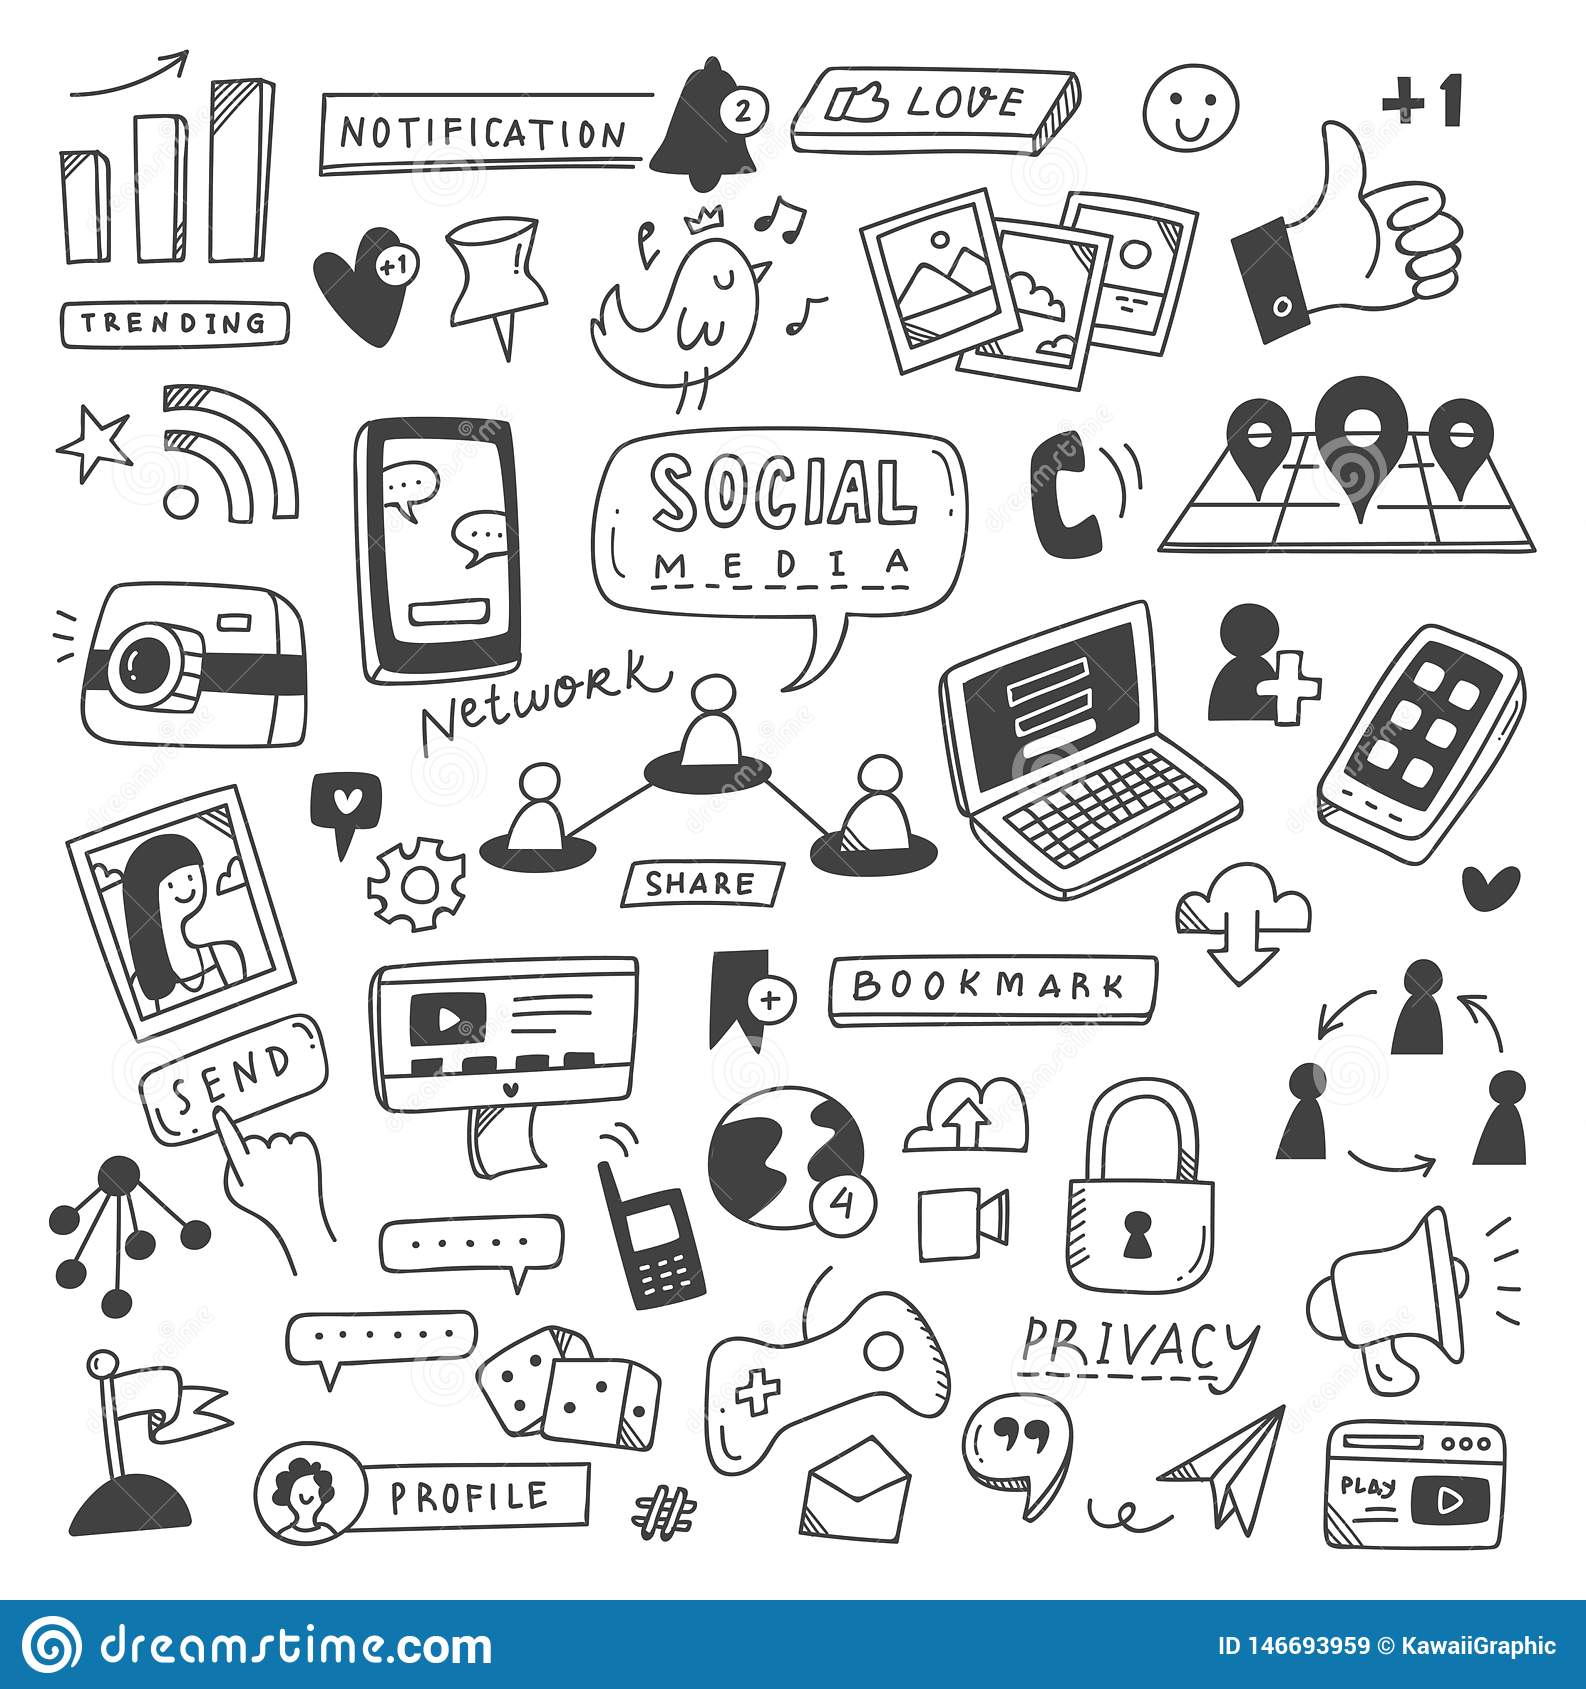 +1
NOTIFICATION
2
LOVE
+1
TRENDING
SOCIAL
MEDIA
Network
SHARE
BOOKMARK
+
SEND
4
PRIVACY
PROFILE
#
”
PLAY
dreamstime.com
ID 146693959 © KawaiiGraphic